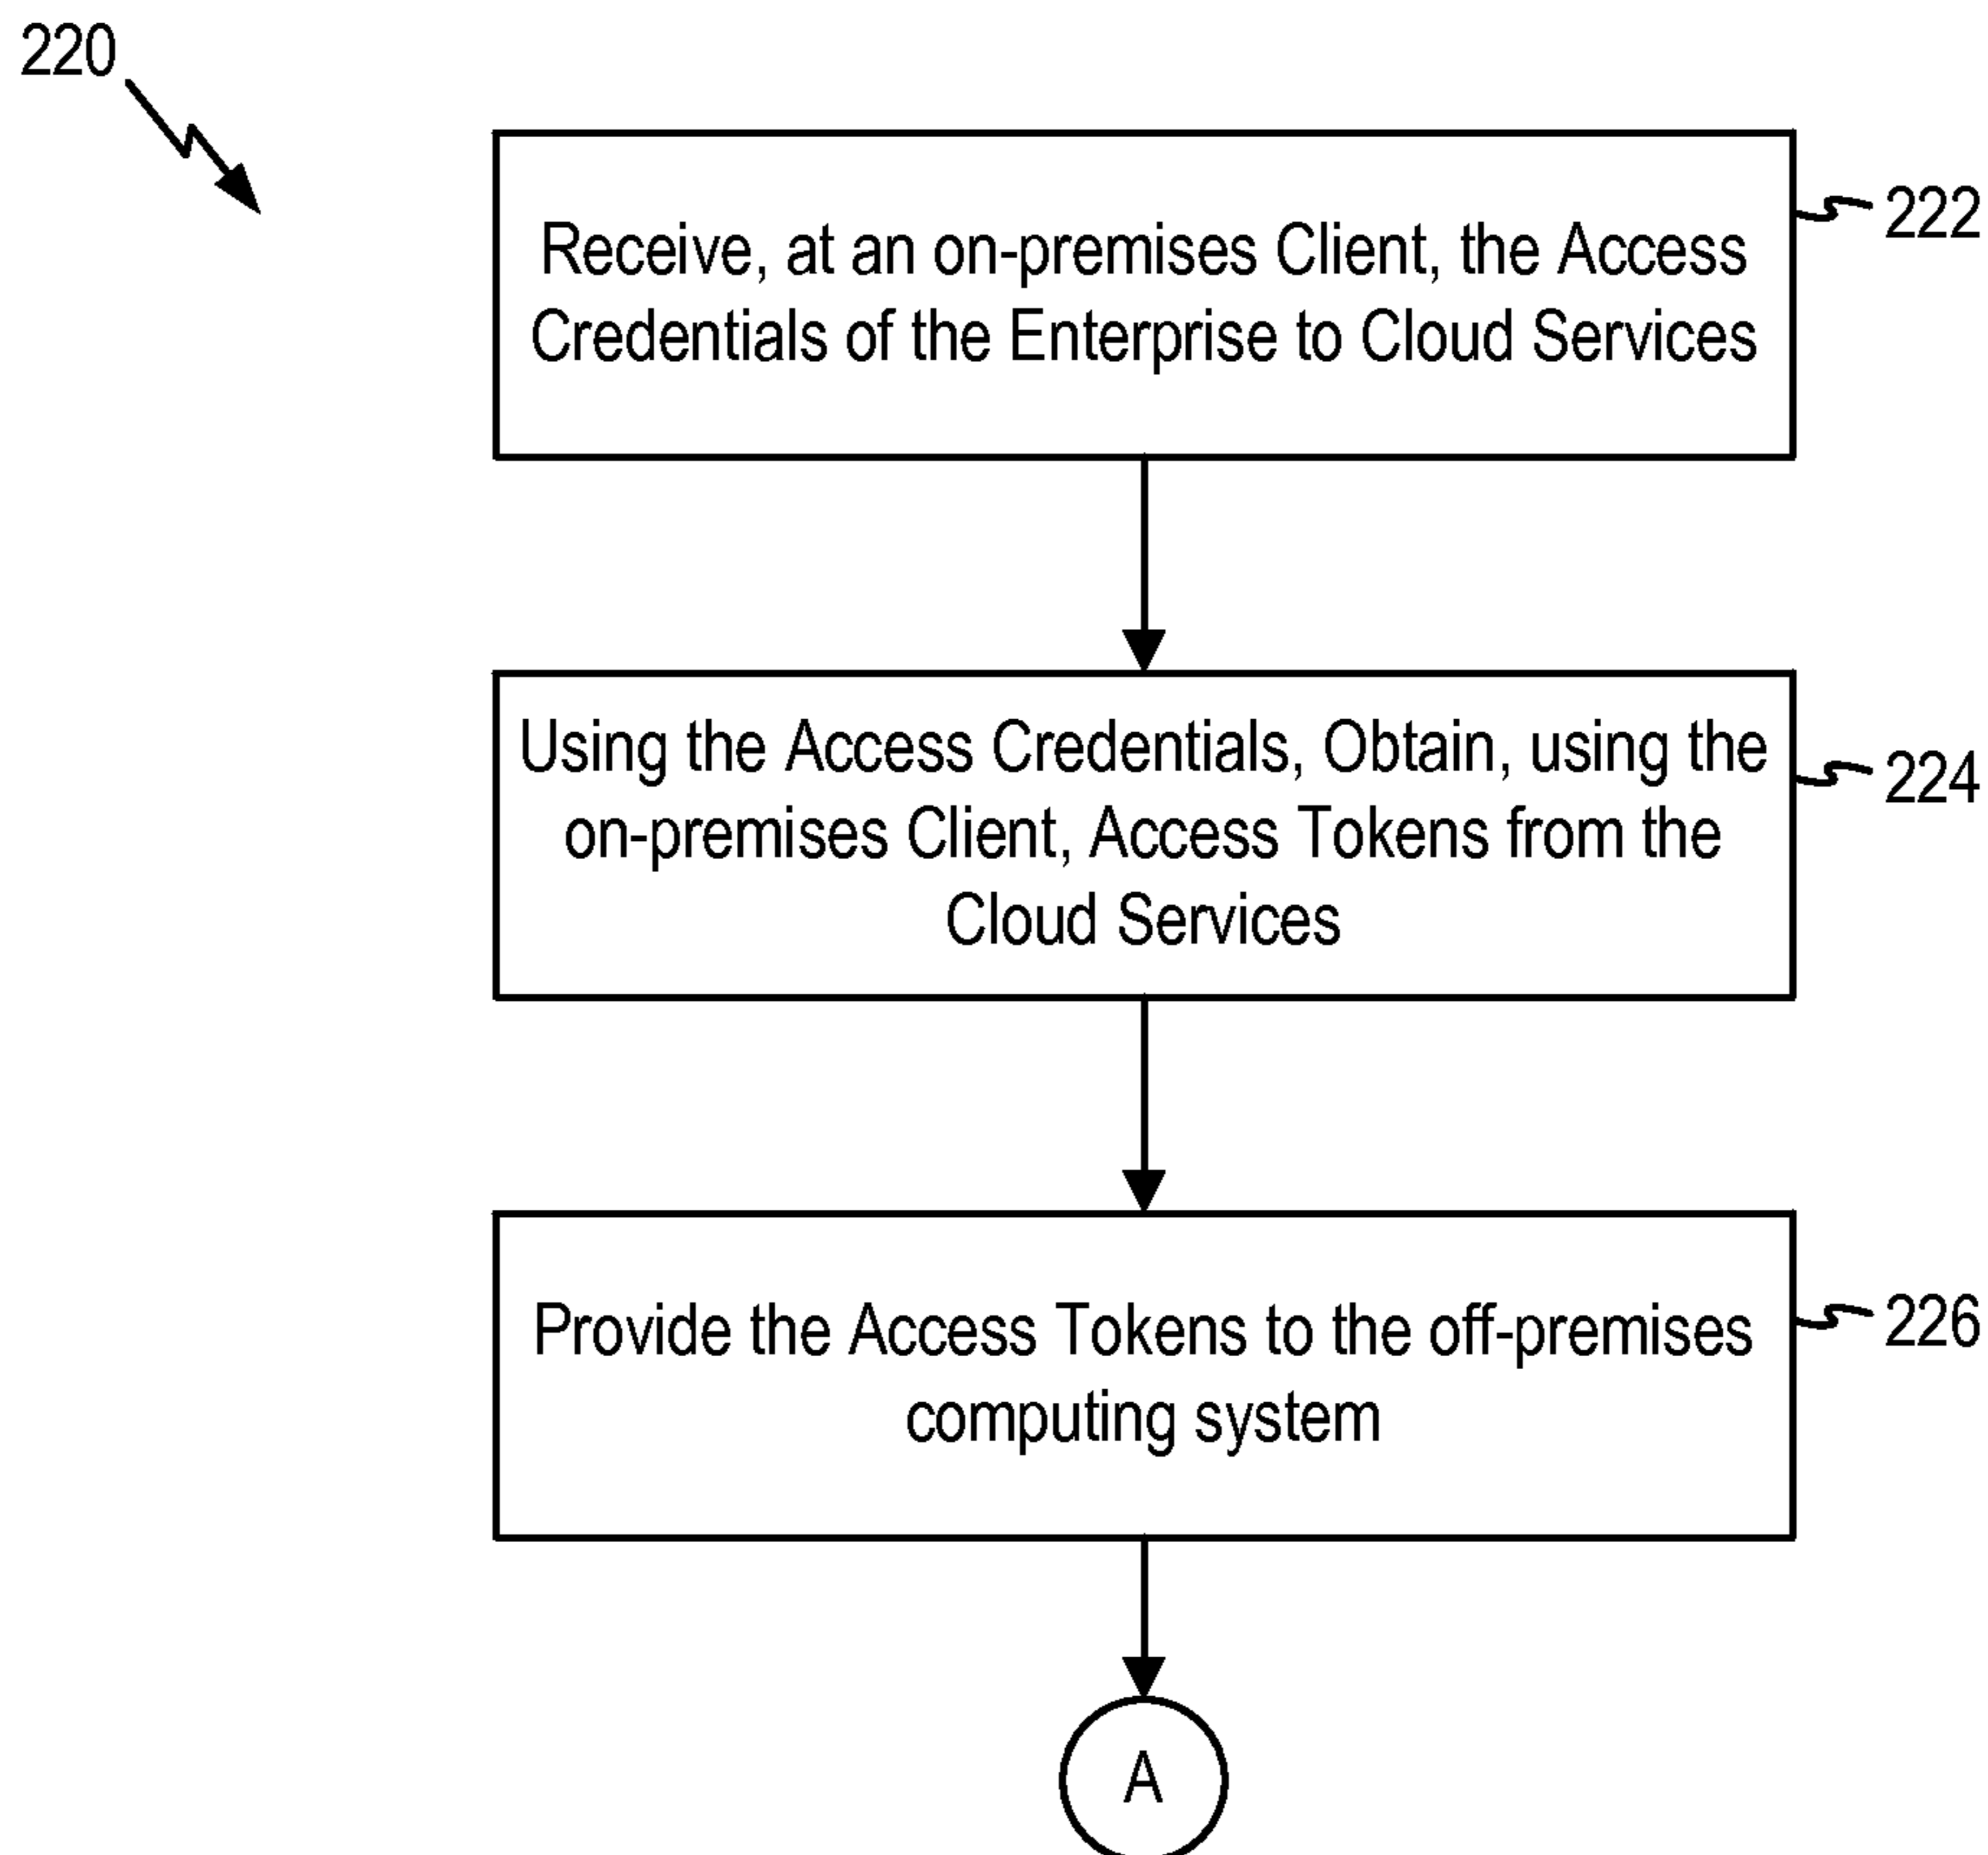 220
222
Receive, at an on-premises Client, the Access
Credentials of the Enterprise to Cloud Services
224
Using the Access Credentials, Obtain, using the
on-premises Client, Access Tokens from the
Cloud Services
226
Provide the Access Tokens to the off-premises
computing system
A